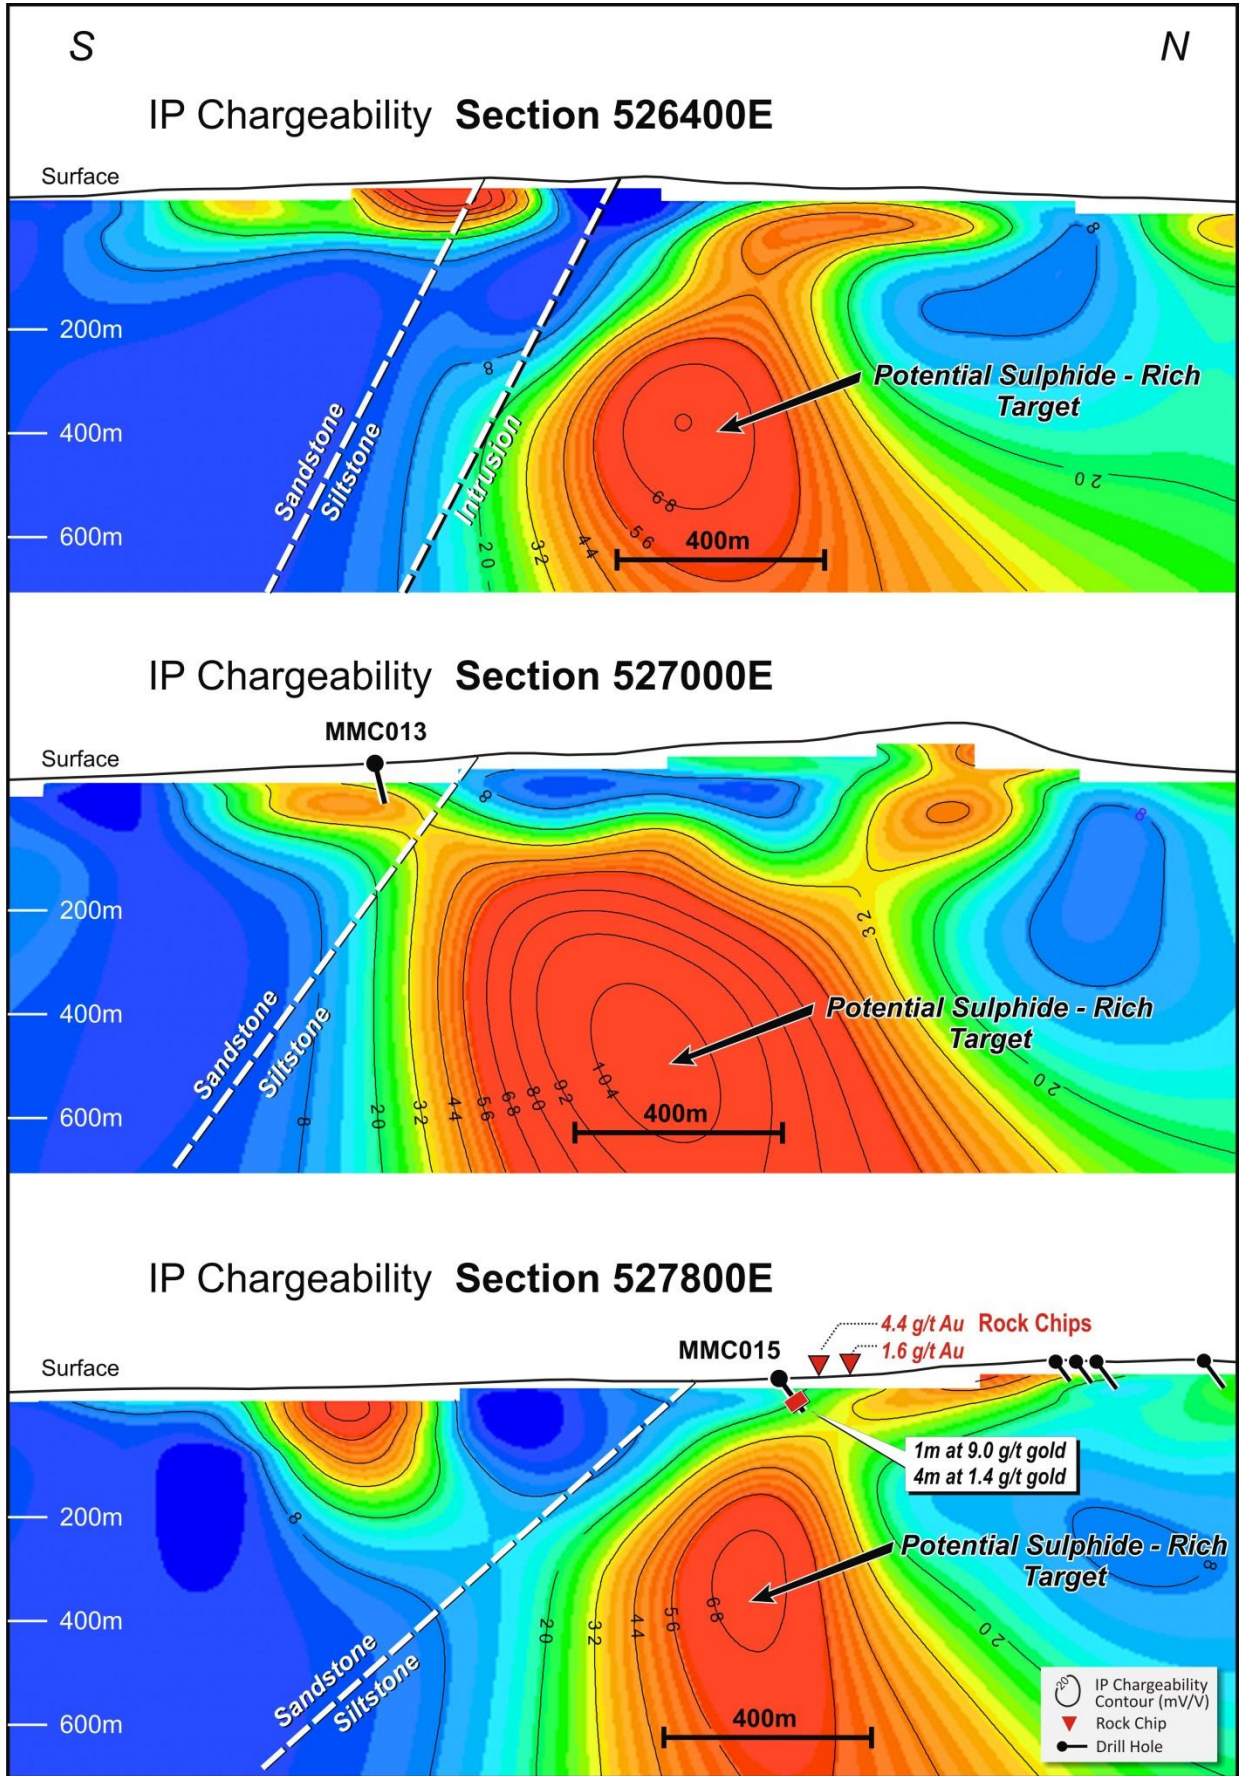 S
N
IP Chargeability Section 526400E
Surface
8
200m
8
Potential Sulphide - Rich
Target
400m
Sandstone
Siltstone
Intrusion
20
68
600m
20
32
44
56
400m
IP Chargeability Section 527000E
MMC013
Surface
8
8
200m
32
400m
Potential Sulphide - Rich
Target
Sandstone
Siltstone
20
600m
8
20
32
44
56
68
80
92
104
400m
IP Chargeability Section 527800E
4.4 g/t Au Rock Chips
MMC015
1.6 g/t Au
Surface
1m at 9.0 g/t gold
4m at 1.4 g/t gold
200m
8
Potential Sulphide - Rich
Target
8
400m
20
32
44
56
68
20
Sandstone
Siltstone
600m
400m
20
IP Chargeability
Contour (mV/V)
Rock Chip
Drill Hole